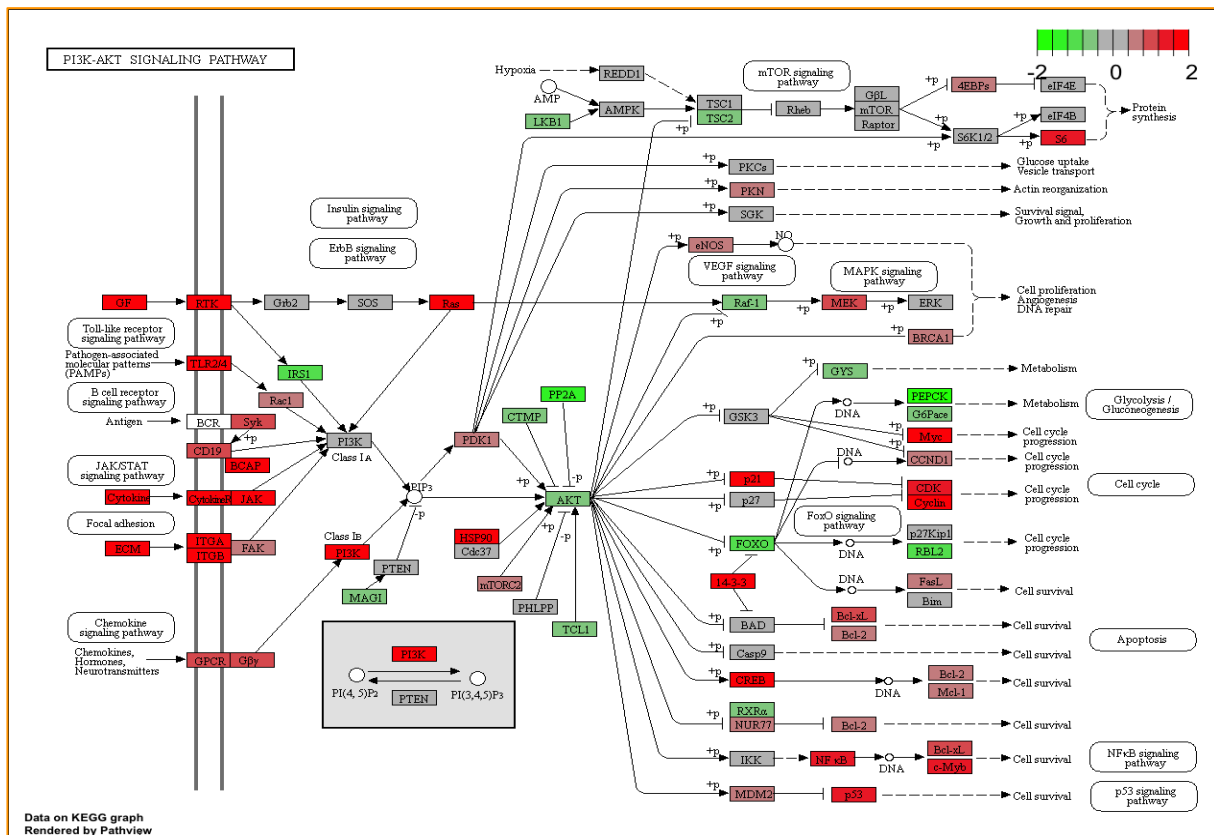 PI3K-AKT SIGNALING PATHWAY
-2 0 2
Hypoxia
REDD1
mTOR signaling
pathway
+p
4EBPs
+p
eIF4E
AMP
LKB1
AMPK
TSC1
TSC2
+p
Rheb
GβL
mTOR
Raptor
eIF4B
Protein
synthesis
+p
+p
S6K1/2
+p
S6
+p
PKCs
Glucose uptake
Vesicle transport
+p
PKN
Actin reorganization
+p
SGK
Survival signal,
Growth and proliferation
Insulin signaling
pathway
ErbB signaling
pathway
+p
eNOS
NO
VEGF signaling
pathway
MAPK signaling
pathway
GF
RTK
Grb2
SOS
Ras
Raf-1
+p
+p
MEK
+p
ERK
Cell proliferation
Angiogenesis
DNA repair
+p
BRCA1
Toll-like receptor
signaling pathway
Pathogen-associated
molecular patterns
(PAMPs)
TLR2/4
IRS1
Rac1
B cell receptor
signaling pathway
Antigen
BCR
Syk
+p
CD19
BCAP
PI3K
Class IA
PDK1
CTMP
PP2A
+p
GYS
Metabolism
GSK3
DNA
PEPCK
G6Pace
Metabolism
Glycolysis /
Gluconeogenesis
+p
+p
Myc
Cell cycle
progression
DNA
CCND1
Cell cycle
progression
JAK/STAT
signaling pathway
Cytokine
CytokineR
JAK
PIP3
-p
+p
-p
AKT
+p
p21
+p
p27
CDK
Cyclin
Cell cycle
progression
Cell cycle
Focal adhesion
ECM
ITGA
ITGB
FAK
Class IB
PI3K
PTEN
MAGI
HSP90
Cdc37
+p
-p
mTORC2
PHLPP
TCL1
FoxO signaling
pathway
+p
FOXO
DNA
p27Kip1
RBL2
Cell cycle
progression
14-3-3
DNA
FasL
Bim
Cell survival
+p
BAD
Bcl-xL
Bcl-2
Cell survival
Apoptosis
Chemokine
signaling pathway
Chemokines,
Hormones,
Neurotransmitters
GPCR
Gβγ
PI3K
PI(4, 5)P2
PI(3,4,5)P3
PTEN
+p
Casp9
Cell survival
+p
CREB
DNA
Bcl-2
Mcl-1
Cell survival
+p
RXRα
NUR77
Bcl-2
Cell survival
+p
IKK
NFκB
DNA
Bcl-xL
c-Myb
Cell survival
NFκB signaling
pathway
+p
MDM2
p53
Cell survival
p53 signaling
pathway
Data on KEGG graph
Rendered by Pathview